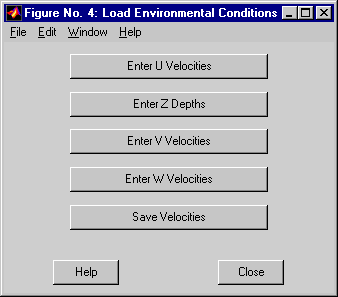 Figure No. 4: Load Environmental Conditions
File Edit Window Help
Enter U Velocities
Enter Z Depths
Enter V Velocities
Enter W Velocities
Save Velocities
Help Close